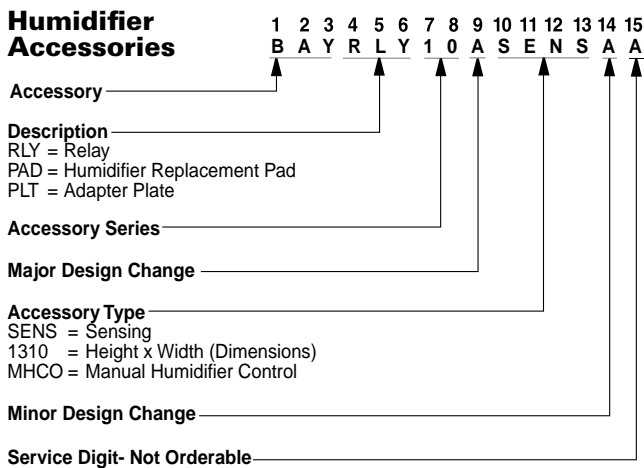 Humidifier
Accessories
1 2 3 4 5 6 7 8 9 10 11 12 13 14 15
B A Y R L Y 1 0 A S E N S A A
Accessory
Description
RLY = Relay
PAD = Humidifier Replacement Pad
PLT = Adapter Plate
Accessory Series
Major Design Change
Accessory Type
SENS = Sensing
1310 = Height x Width (Dimensions)
MHCO = Manual Humidifier Control
Minor Design Change
Service Digit- Not Orderable